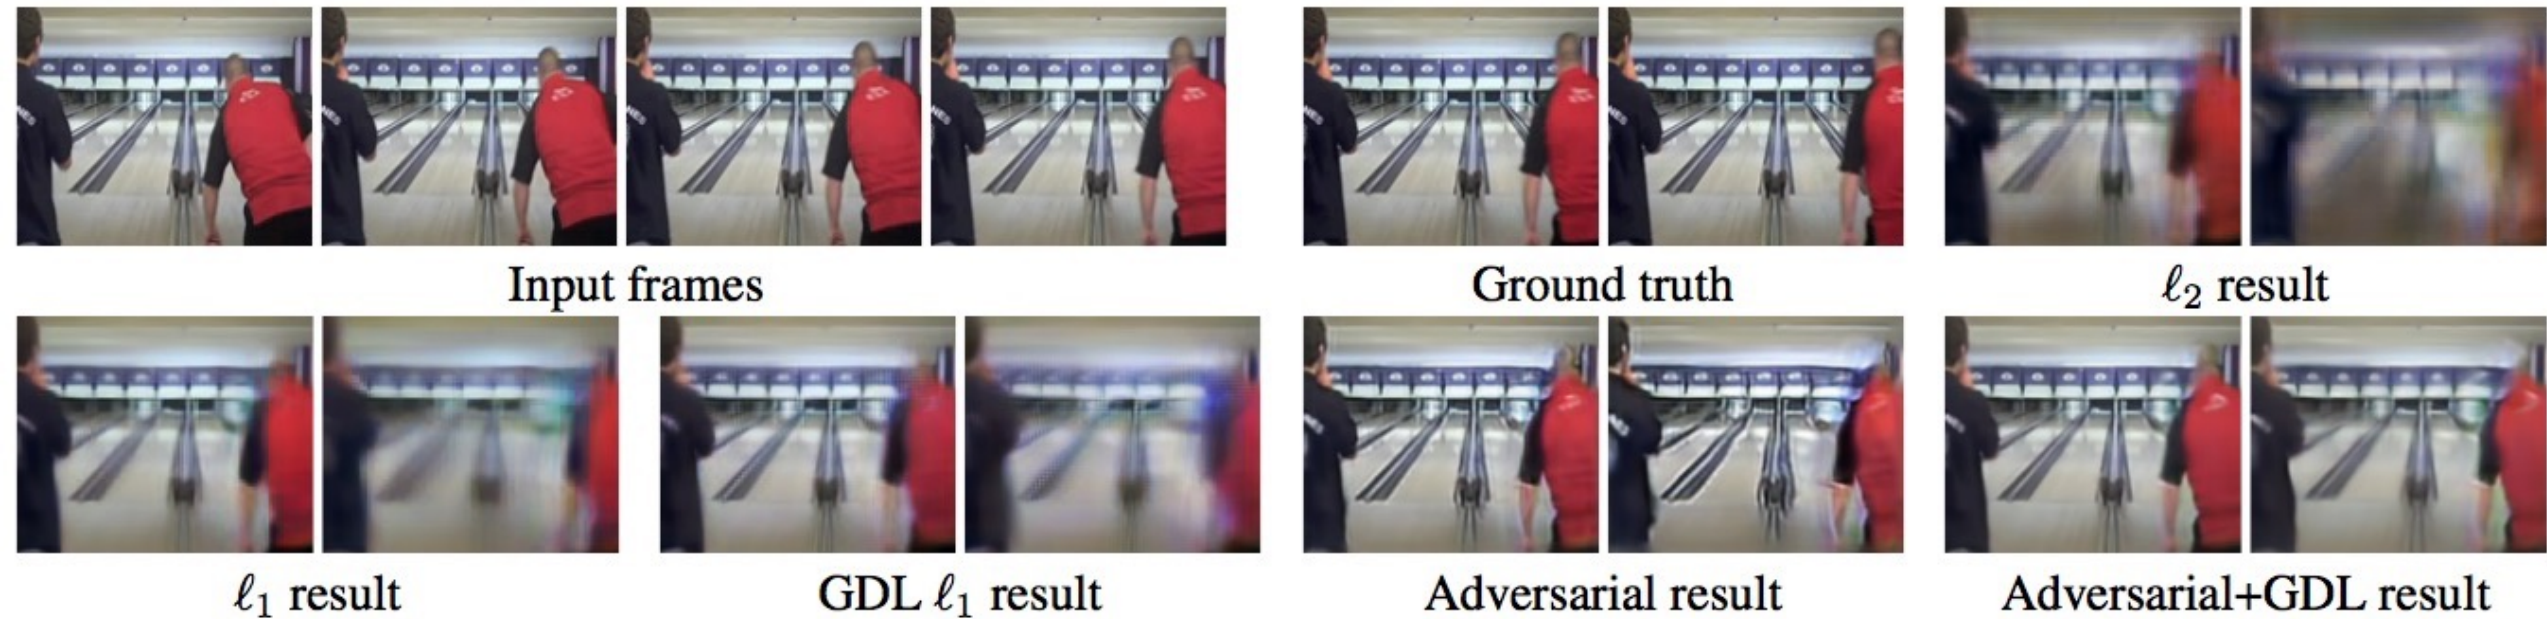 Input frames
Ground truth
ℓ₂ result
ℓ₁ result
GDL ℓ₁ result
Adversarial result
Adversarial+GDL result